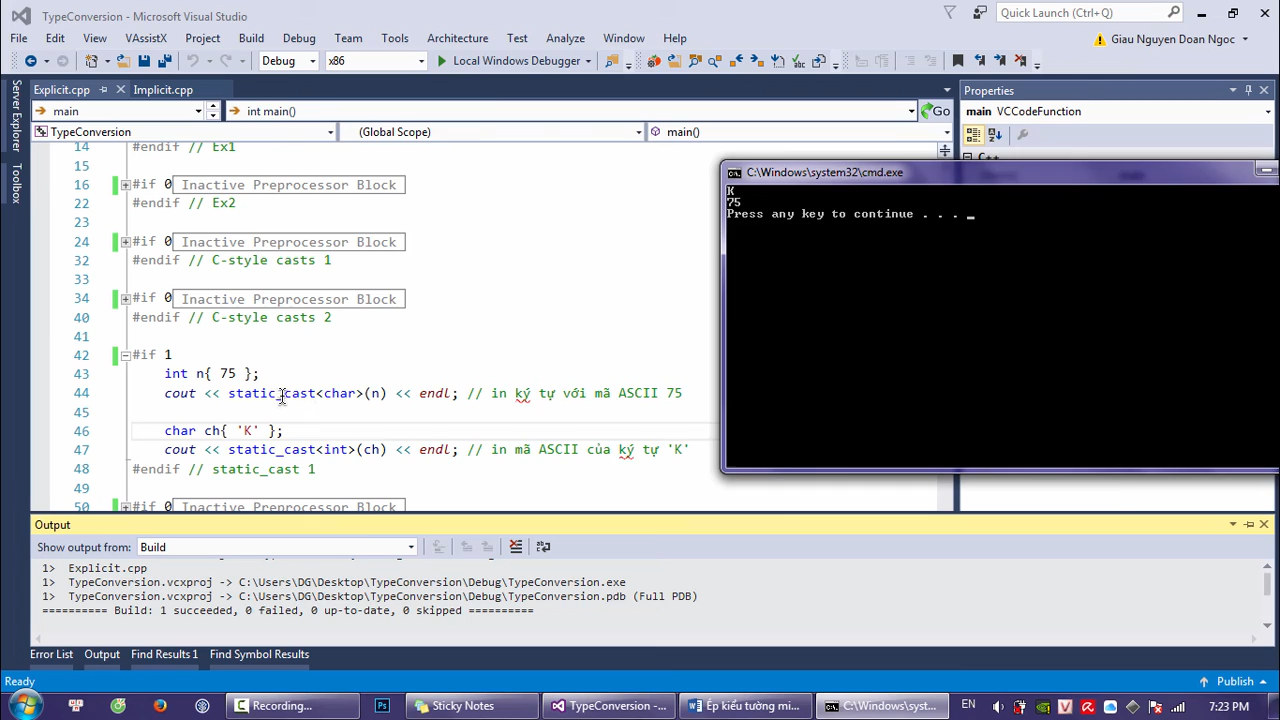 TypeConversion - Microsoft Visual Studio
Quick Launch (Ctrl+Q)
File Edit View VAssistX Project Build Debug Team Tools Architecture Test Analyze Window Help
Giau Nguyen Doan Ngoc
Debug x86 Local Windows Debugger
Explicit.cpp Implicit.cpp
Properties
main int main() Go
main VCCodeFunction
TypeConversion (Global Scope) main()
Server Explorer
Toolbox
C++
14 #endif // Ex1
15
16 #if 0 Inactive Preprocessor Block
22 #endif // Ex2
23
24 #if 0 Inactive Preprocessor Block
32 #endif // C-style casts 1
33
34 #if 0 Inactive Preprocessor Block
40 #endif // C-style casts 2
41
42 #if 1
43 int n{ 75 };
44 cout << static_cast<char>(n) << endl; // in ký tự với mã ASCII 75
45
46 char ch{ 'K' };
47 cout << static_cast<int>(ch) << endl; // in mã ASCII của ký tự 'K'
48 #endif // static_cast 1
49
50 #if 0 Inactive Preprocessor Block
C:\Windows\system32\cmd.exe
K
75
Press any key to continue . . . _
Output
Show output from: Build
1> Explicit.cpp
1> TypeConversion.vcxproj -> C:\Users\DG\Desktop\TypeConversion\Debug\TypeConversion.exe
1> TypeConversion.vcxproj -> C:\Users\DG\Desktop\TypeConversion\Debug\TypeConversion.pdb (Full PDB)
========== Build: 1 succeeded, 0 failed, 0 up-to-date, 0 skipped ==========
Error List Output Find Results 1 Find Symbol Results
Ready
Publish
Recording... Sticky Notes TypeConversion -... Ép kiểu tường mi... C:\Windows\syst... EN 7:23 PM